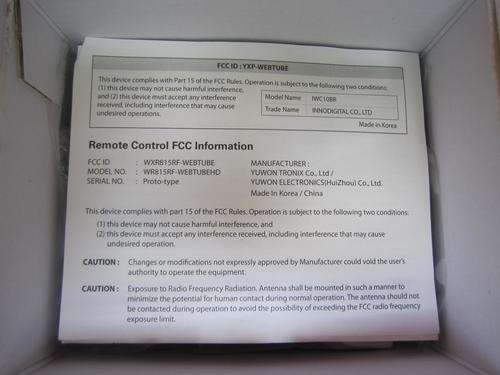 FCC ID : YXP-WEBTUBE
This device complies with Part 15 of the FCC Rules. Operation is subject to the following two conditions:
(1) this device may not cause harmful interference,
and (2) this device must accept any interference
received, including interference that may cause
undesired operations.
Model Name IWC10BR
Trade Name INNODIGITAL CO., LTD
Made in Korea
Remote Control FCC Information
FCC ID : WXR815RF-WEBTUBE
MODEL NO. : WR815RF-WEBTUBEHD
SERIAL NO. : Proto-type
MANUFACTURER :
YUWON TRONIX Co., Ltd /
YUWON ELECTRONICS(HuiZhou) Co., Ltd.
Made In Korea / China
This device complies with part 15 of the FCC Rules. Operation is subject to the following two conditions:
(1) this device may not cause harmful interference, and
(2) this device must accept any interference received, including interference that may cause
undesired operation.
CAUTION : Changes or modifications not expressly approved by Manufacturer could void the user's
authority to operate the equipment.
CAUTION : Exposure to Radio Frequency Radiation. Antenna shall be mounted in such a manner to
minimize the potential for human contact during normal operation. The antenna should not
be contacted during operation to avoid the possibility of exceeding the FCC radio frequency
exposure limit.